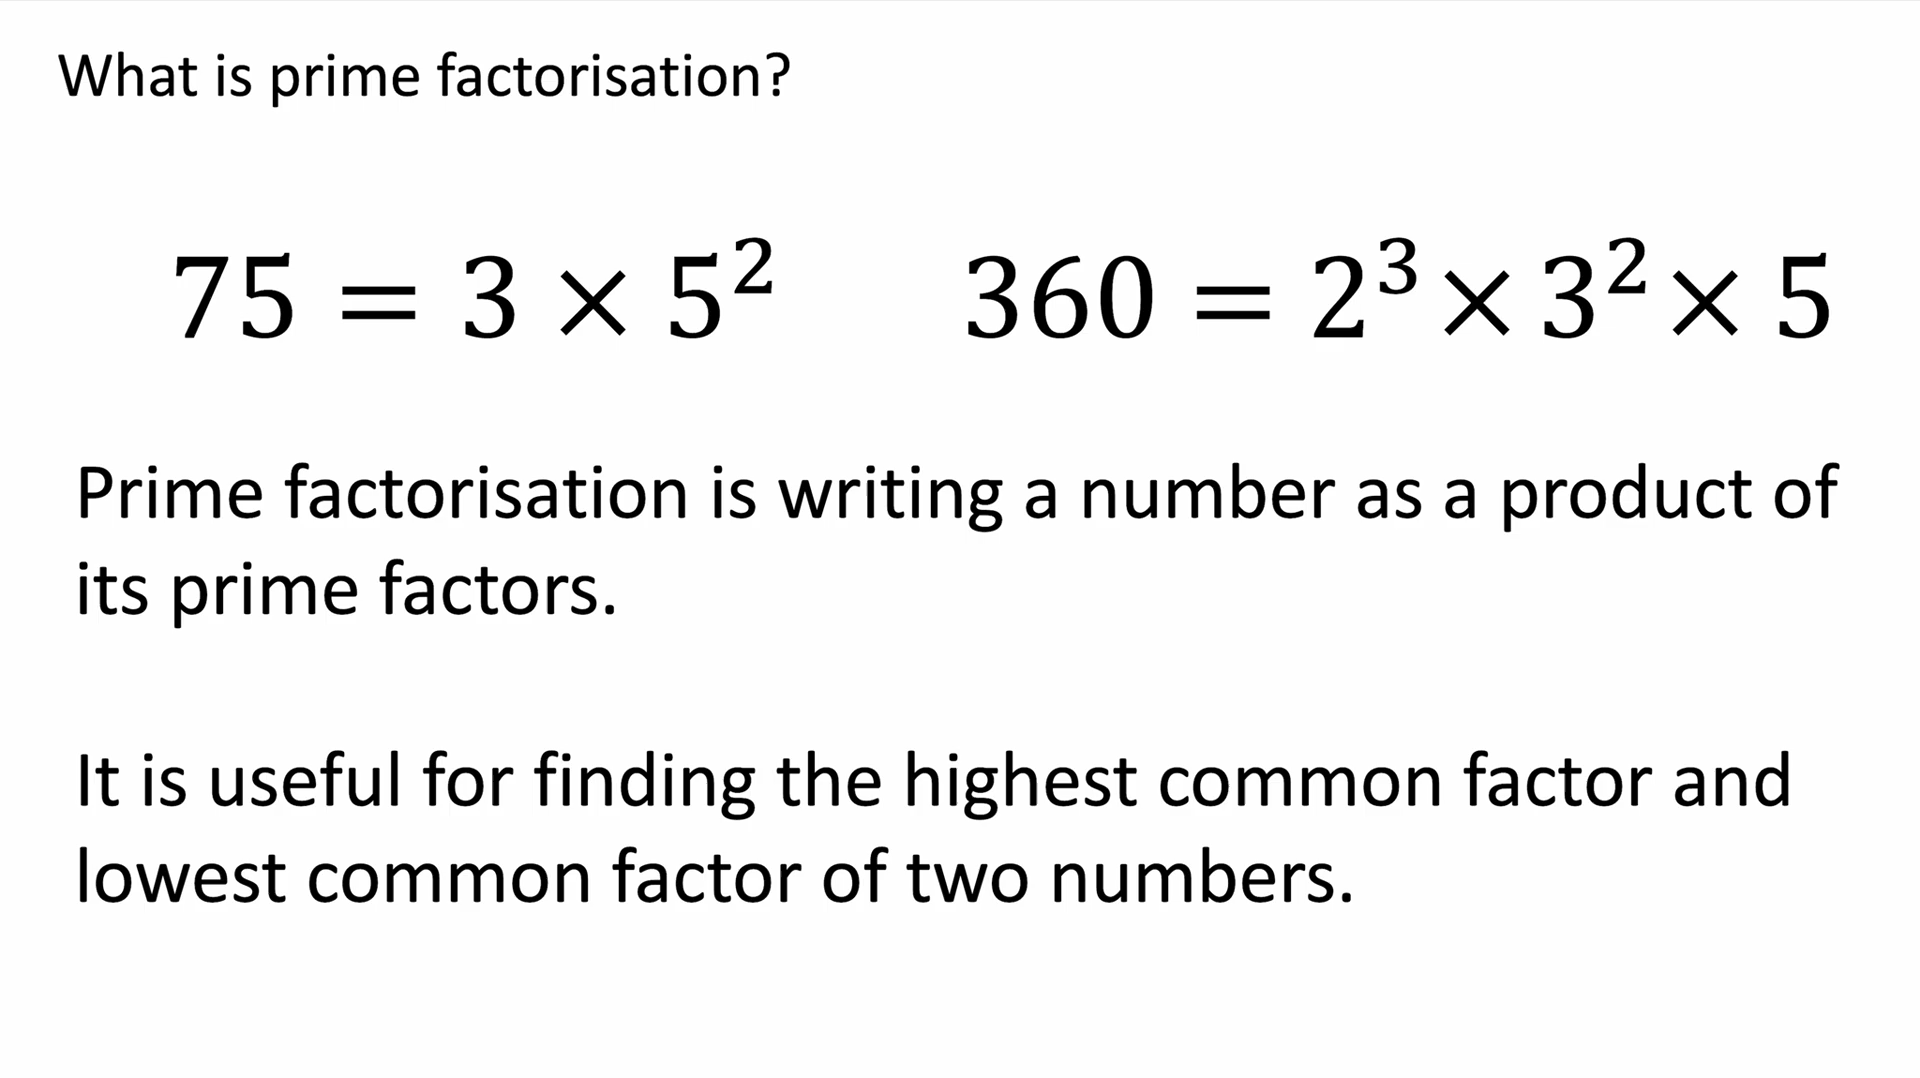 What is prime factorisation?
75 = 3 × 5² 360 = 2³ × 3² × 5
Prime factorisation is writing a number as a product of
its prime factors.
It is useful for finding the highest common factor and
lowest common factor of two numbers.